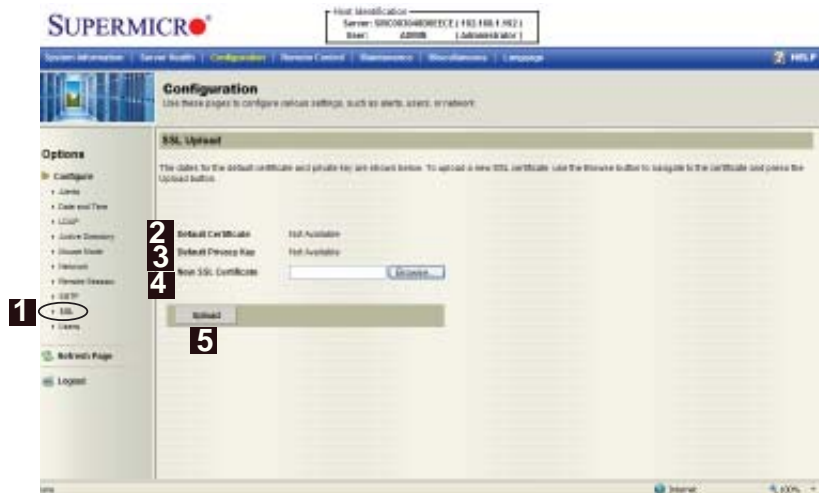 SUPERMICR
Host Identification
Server:
User: ADMIN (Administrator)
System Information | Server Health | Configuration | Remote Control | Maintenance | Miscellaneous | Language
HELP
Configuration
Use these pages to configure various settings, such as alerts, users, or network.
Options
SSL Upload
The dates for the default certificate and private key are shown below. To upload a new SSL certificate, use the Browse button to navigate to the certificate and press the
Upload button.
Configure
Alerts
Date and Time
LDAP
Active Directory
Mouse Mode
Network
Remote Session
SMTP
1 SSL
Users
Refresh Page
Logout
2 Default Certificate Not Available
3 Default Privacy Key Not Available
4 New SSL Certificate Browse...
Upload
5
Internet 100%